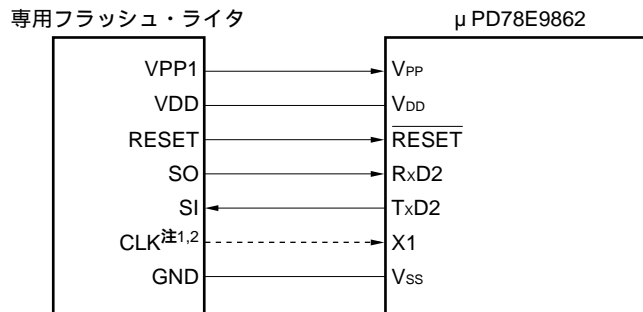 専用フラッシュ・ライタ
μ PD78E9862
VPP1
VPP
VDD
VDD
RESET
RESET
SO
RxD2
SI
TxD2
CLK注1,2
X1
GND
VSS